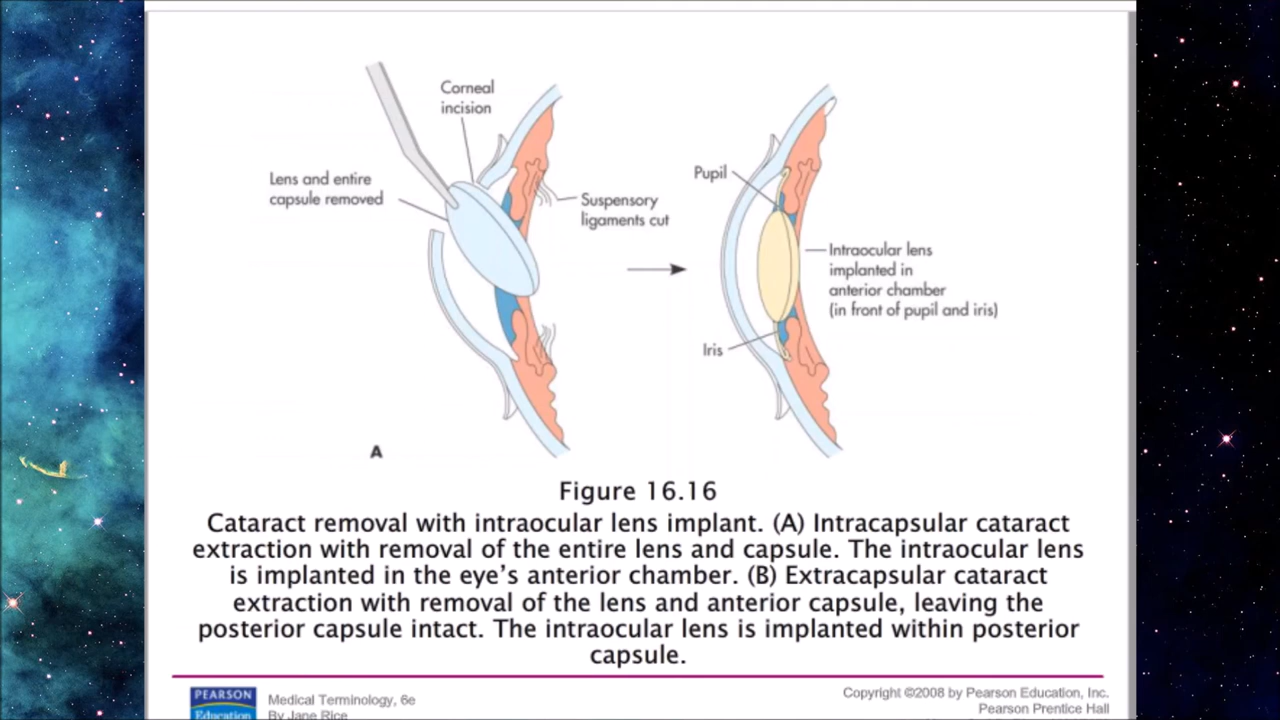 Corneal
incision
Lens and entire
capsule removed
Suspensory
ligaments cut
Pupil
Intraocular lens
implanted in
anterior chamber
(in front of pupil and iris)
Iris
A
Figure 16.16
Cataract removal with intraocular lens implant. (A) Intracapsular cataract
extraction with removal of the entire lens and capsule. The intraocular lens
is implanted in the eye’s anterior chamber. (B) Extracapsular cataract
extraction with removal of the lens and anterior capsule, leaving the
posterior capsule intact. The intraocular lens is implanted within posterior
capsule.
PEARSON
Education
Medical Terminology, 6e
By Jane Rice
Copyright ©2008 by Pearson Education, Inc.
Pearson Prentice Hall